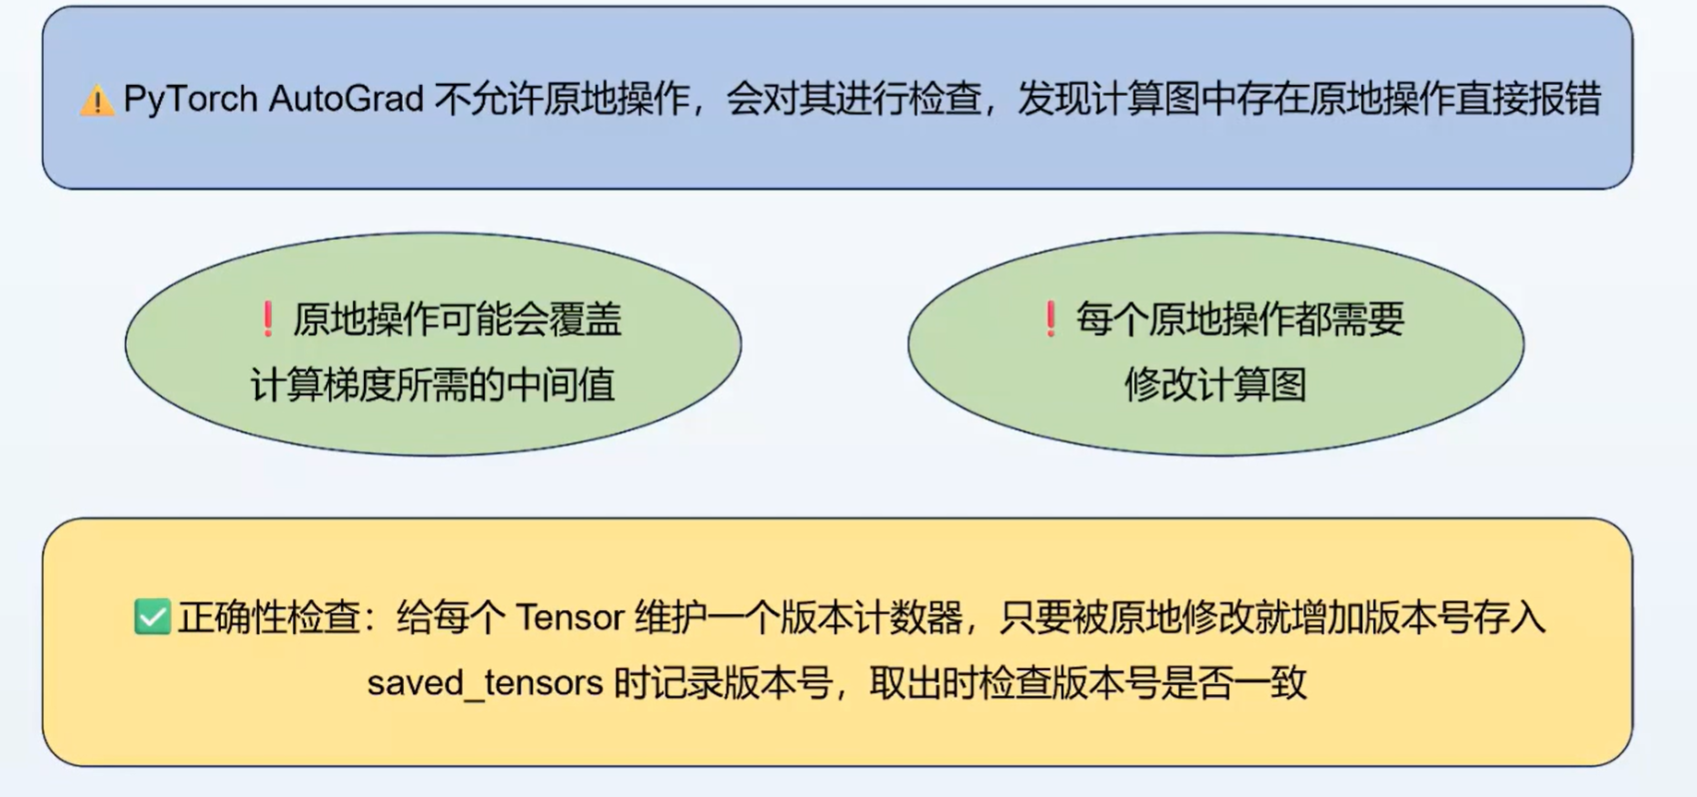 ⚠️ PyTorch AutoGrad 不允许原地操作，会对其进行检查，发现计算图中存在原地操作直接报错
❗ 原地操作可能会覆盖
计算梯度所需的中间值
❗ 每个原地操作都需要
修改计算图
✅ 正确性检查：给每个 Tensor 维护一个版本计数器，只要被原地修改就增加版本号存入
saved_tensors 时记录版本号，取出时检查版本号是否一致